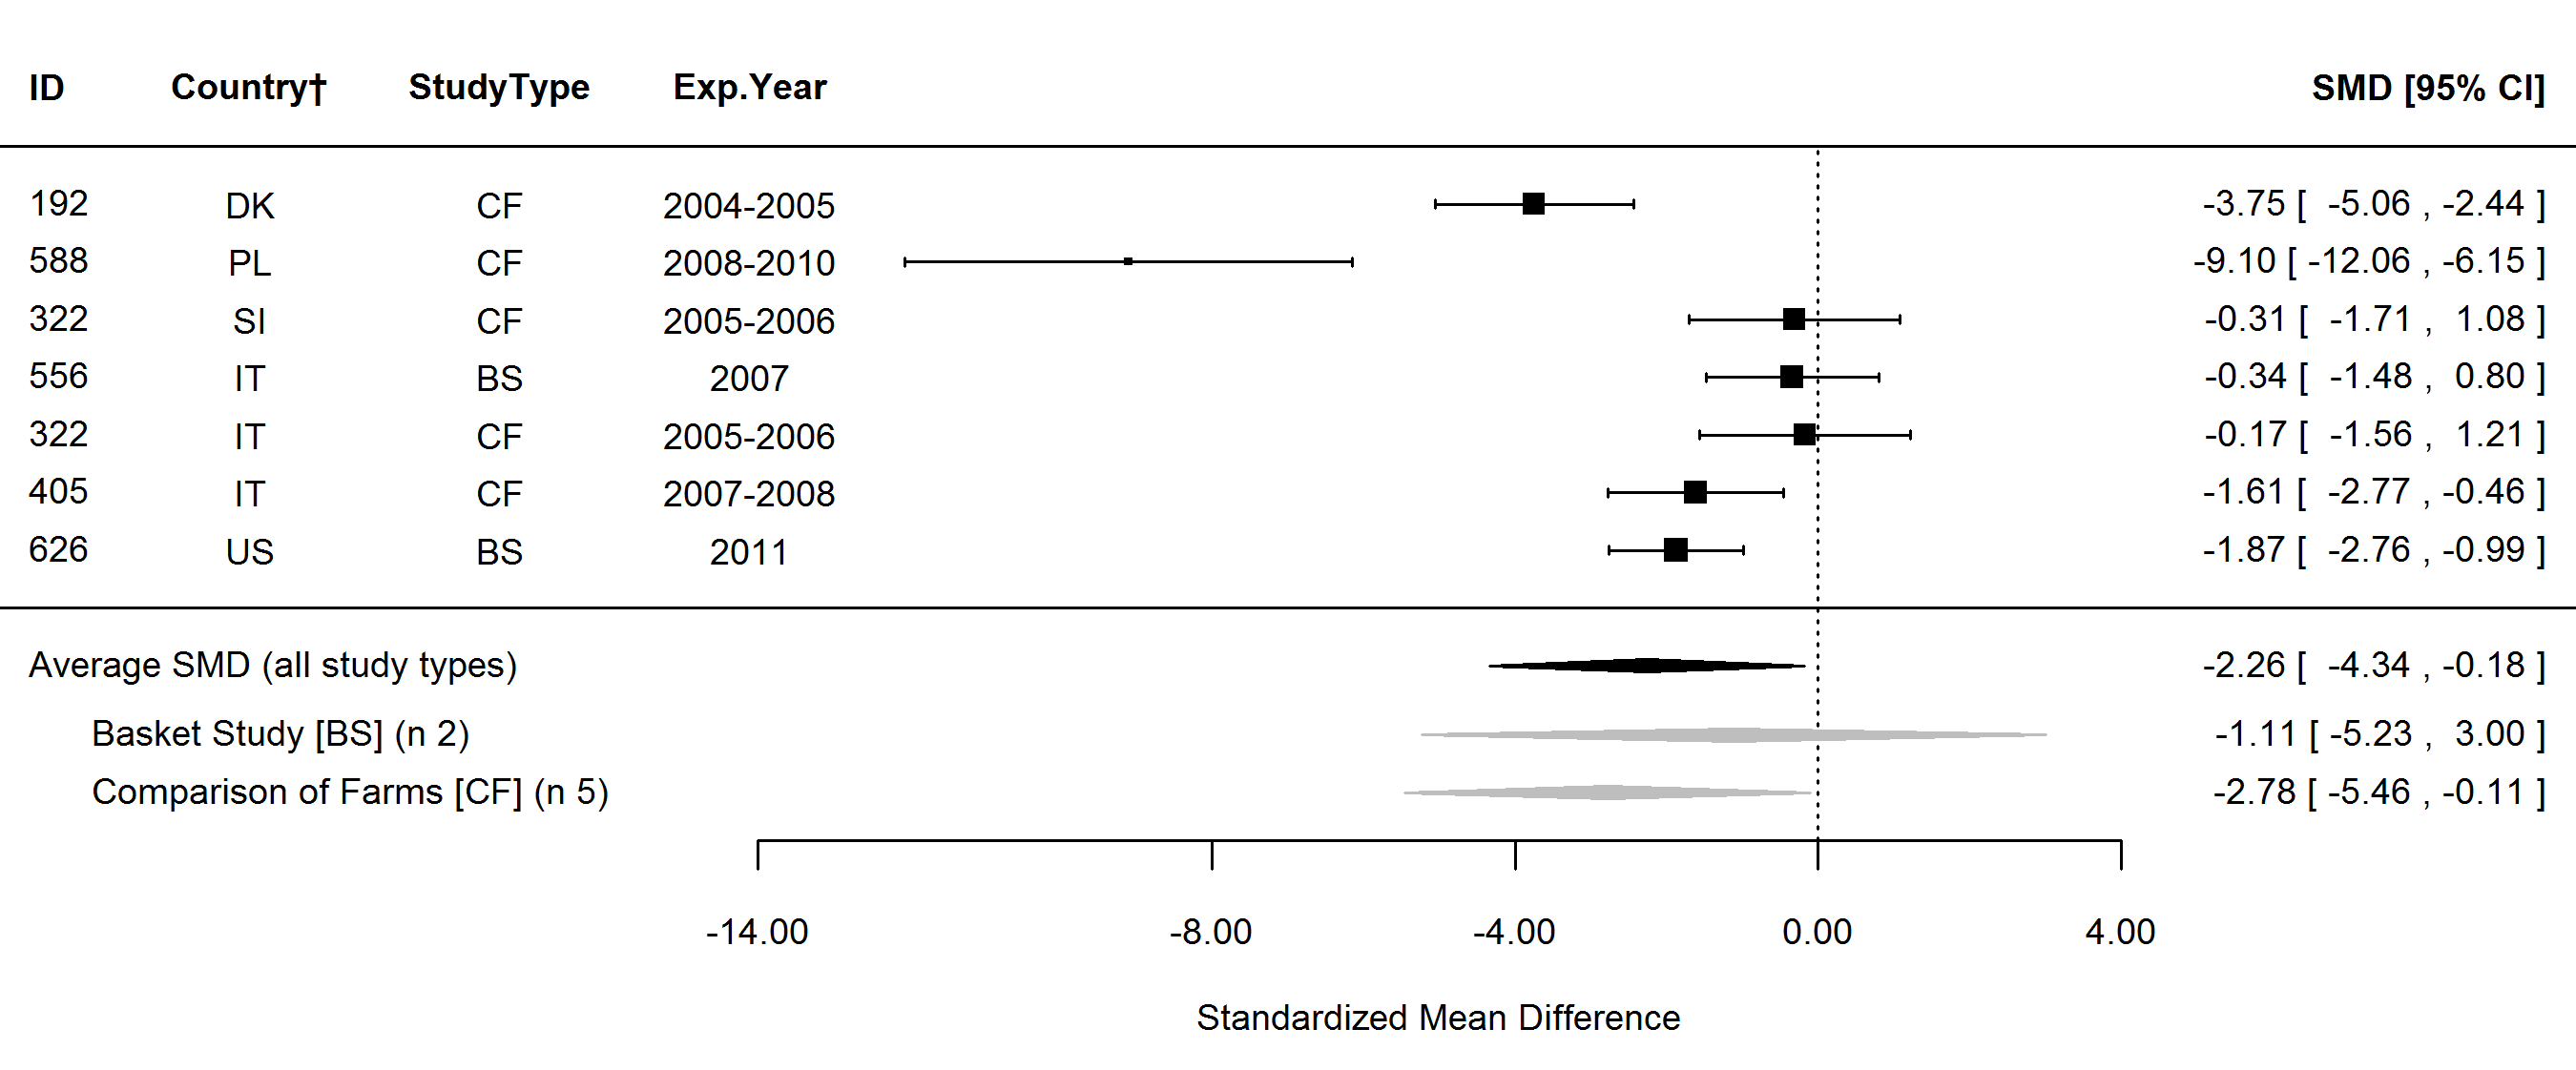 ID Country† StudyType Exp.Year SMD [95% CI]
192 DK CF 2004-2005 -3.75 [ -5.06 , -2.44 ]
588 PL CF 2008-2010 -9.10 [ -12.06 , -6.15 ]
322 SI CF 2005-2006 -0.31 [ -1.71 , 1.08 ]
556 IT BS 2007 -0.34 [ -1.48 , 0.80 ]
322 IT CF 2005-2006 -0.17 [ -1.56 , 1.21 ]
405 IT CF 2007-2008 -1.61 [ -2.77 , -0.46 ]
626 US BS 2011 -1.87 [ -2.76 , -0.99 ]
Average SMD (all study types) -2.26 [ -4.34 , -0.18 ]
Basket Study [BS] (n 2) -1.11 [ -5.23 , 3.00 ]
Comparison of Farms [CF] (n 5) -2.78 [ -5.46 , -0.11 ]
-14.00 -8.00 -4.00 0.00 4.00
Standardized Mean Difference